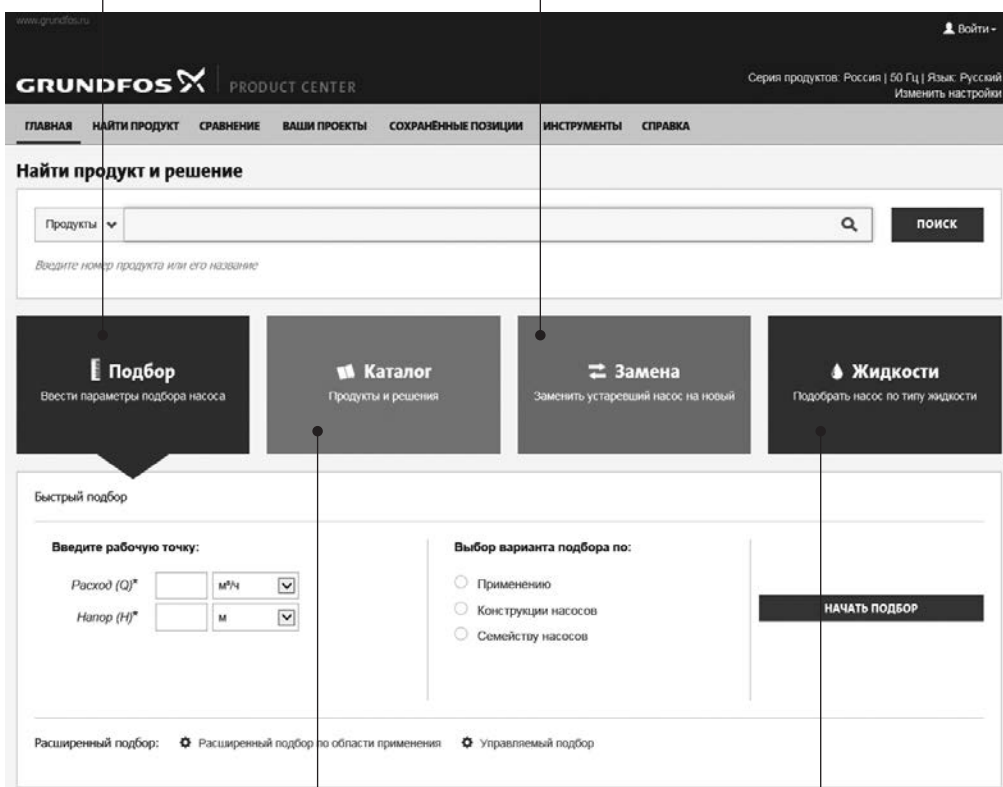 www.grundfos.ru
Войти
GRUNDFOS PRODUCT CENTER
Серия продуктов: Россия | 50 Гц | Язык: Русский
Изменить настройки
ГЛАВНАЯ НАЙТИ ПРОДУКТ СРАВНЕНИЕ ВАШИ ПРОЕКТЫ СОХРАНЁННЫЕ ПОЗИЦИИ ИНСТРУМЕНТЫ СПРАВКА
Найти продукт и решение
Продукты
ПОИСК
Введите номер продукта или его название
Подбор
Ввести параметры подбора насоса
Каталог
Продукты и решения
Замена
Заменить устаревший насос на новый
Жидкости
Подобрать насос по типу жидкости
Быстрый подбор
Введите рабочую точку:
Расход (Q)* м³/ч
Напор (H)* м
Выбор варианта подбора по:
Применению
Конструкции насосов
Семейству насосов
НАЧАТЬ ПОДБОР
Расширенный подбор: Расширенный подбор по области применения Управляемый подбор